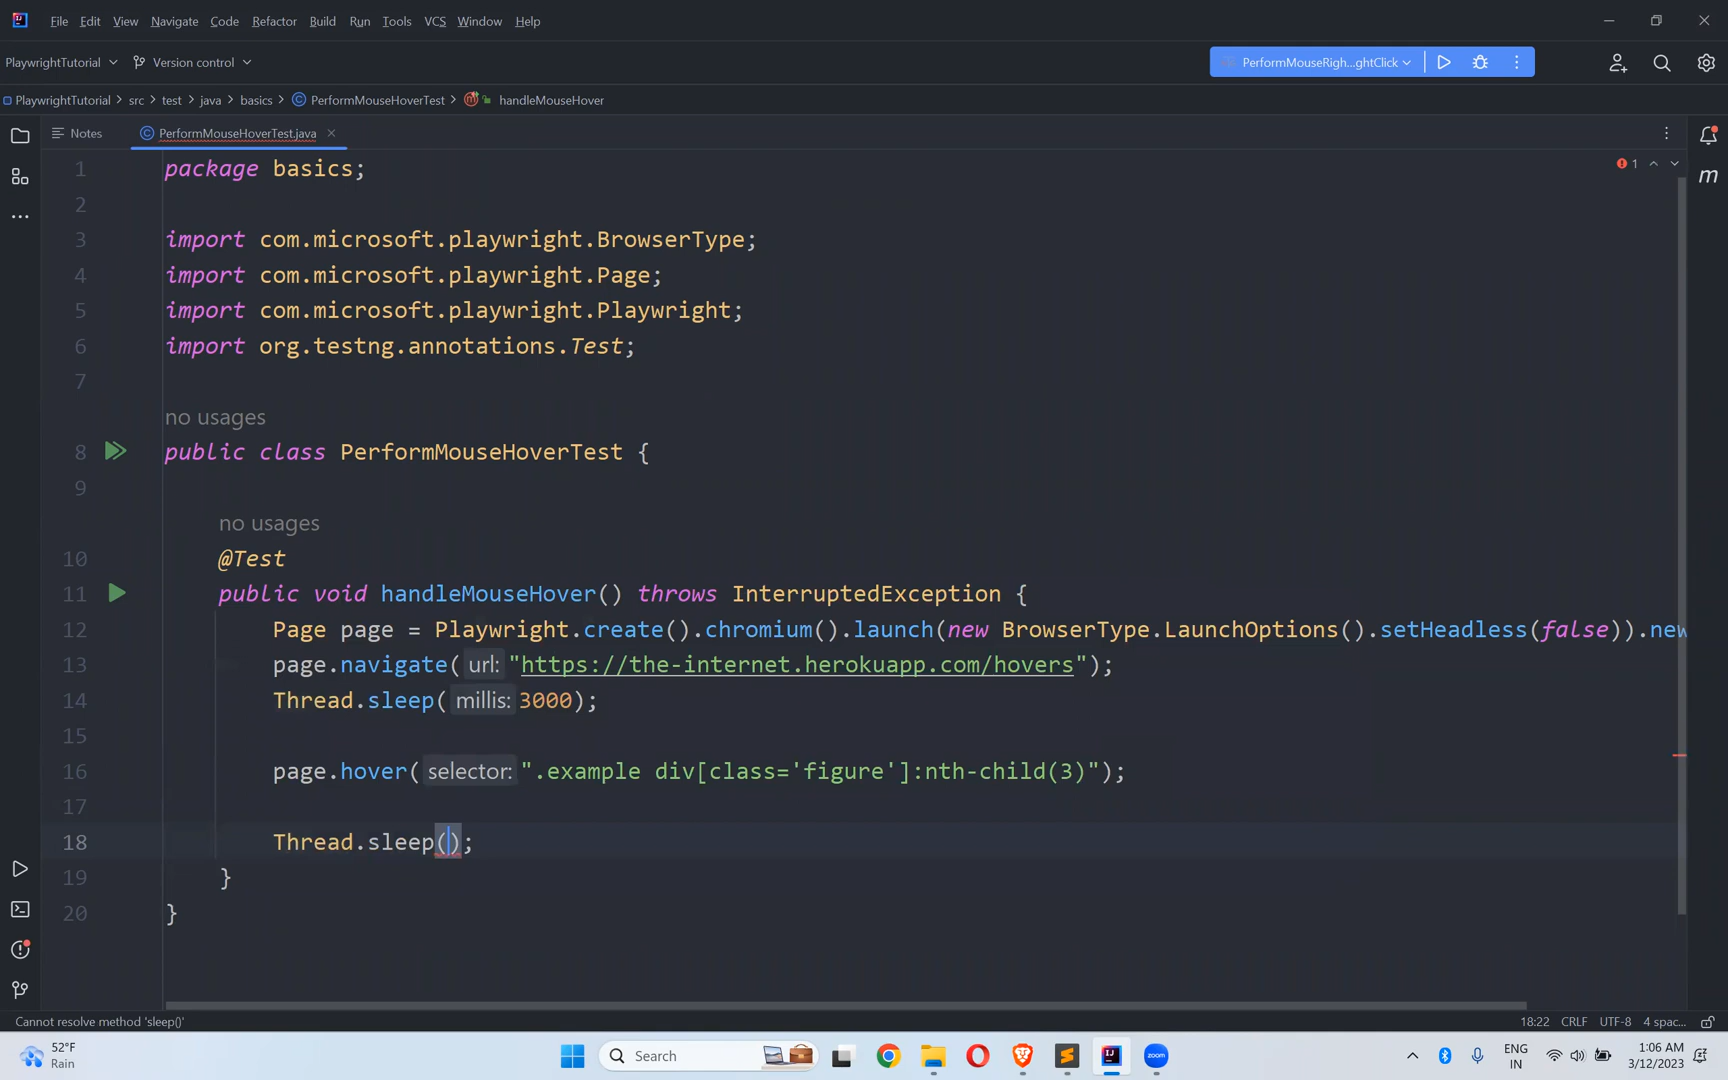 File Edit View Navigate Code Refactor Build Run Tools VCS Window Help
PlaywrightTutorial Version control PerformMouseRigh...ghtClick
PlaywrightTutorial > src > test > java > basics > PerformMouseHoverTest > handleMouseHover
Notes PerformMouseHoverTest.java
1 package basics; 1
2
3 import com.microsoft.playwright.BrowserType;
4 import com.microsoft.playwright.Page;
5 import com.microsoft.playwright.Playwright;
6 import org.testng.annotations.Test;
7
no usages
8 public class PerformMouseHoverTest {
9
no usages
10 @Test
11 public void handleMouseHover() throws InterruptedException {
12 Page page = Playwright.create().chromium().launch(new BrowserType.LaunchOptions().setHeadless(false)).new
13 page.navigate( url: "https://the-internet.herokuapp.com/hovers");
14 Thread.sleep( millis: 3000);
15
16 page.hover( selector: ".example div[class='figure']:nth-child(3)");
17
18 Thread.sleep();
19 }
20 }
Cannot resolve method 'sleep()' 18:22 CRLF UTF-8 4 spac...
52°F
Rain
Search
zoom
ENG
IN
1:06 AM
3/12/2023